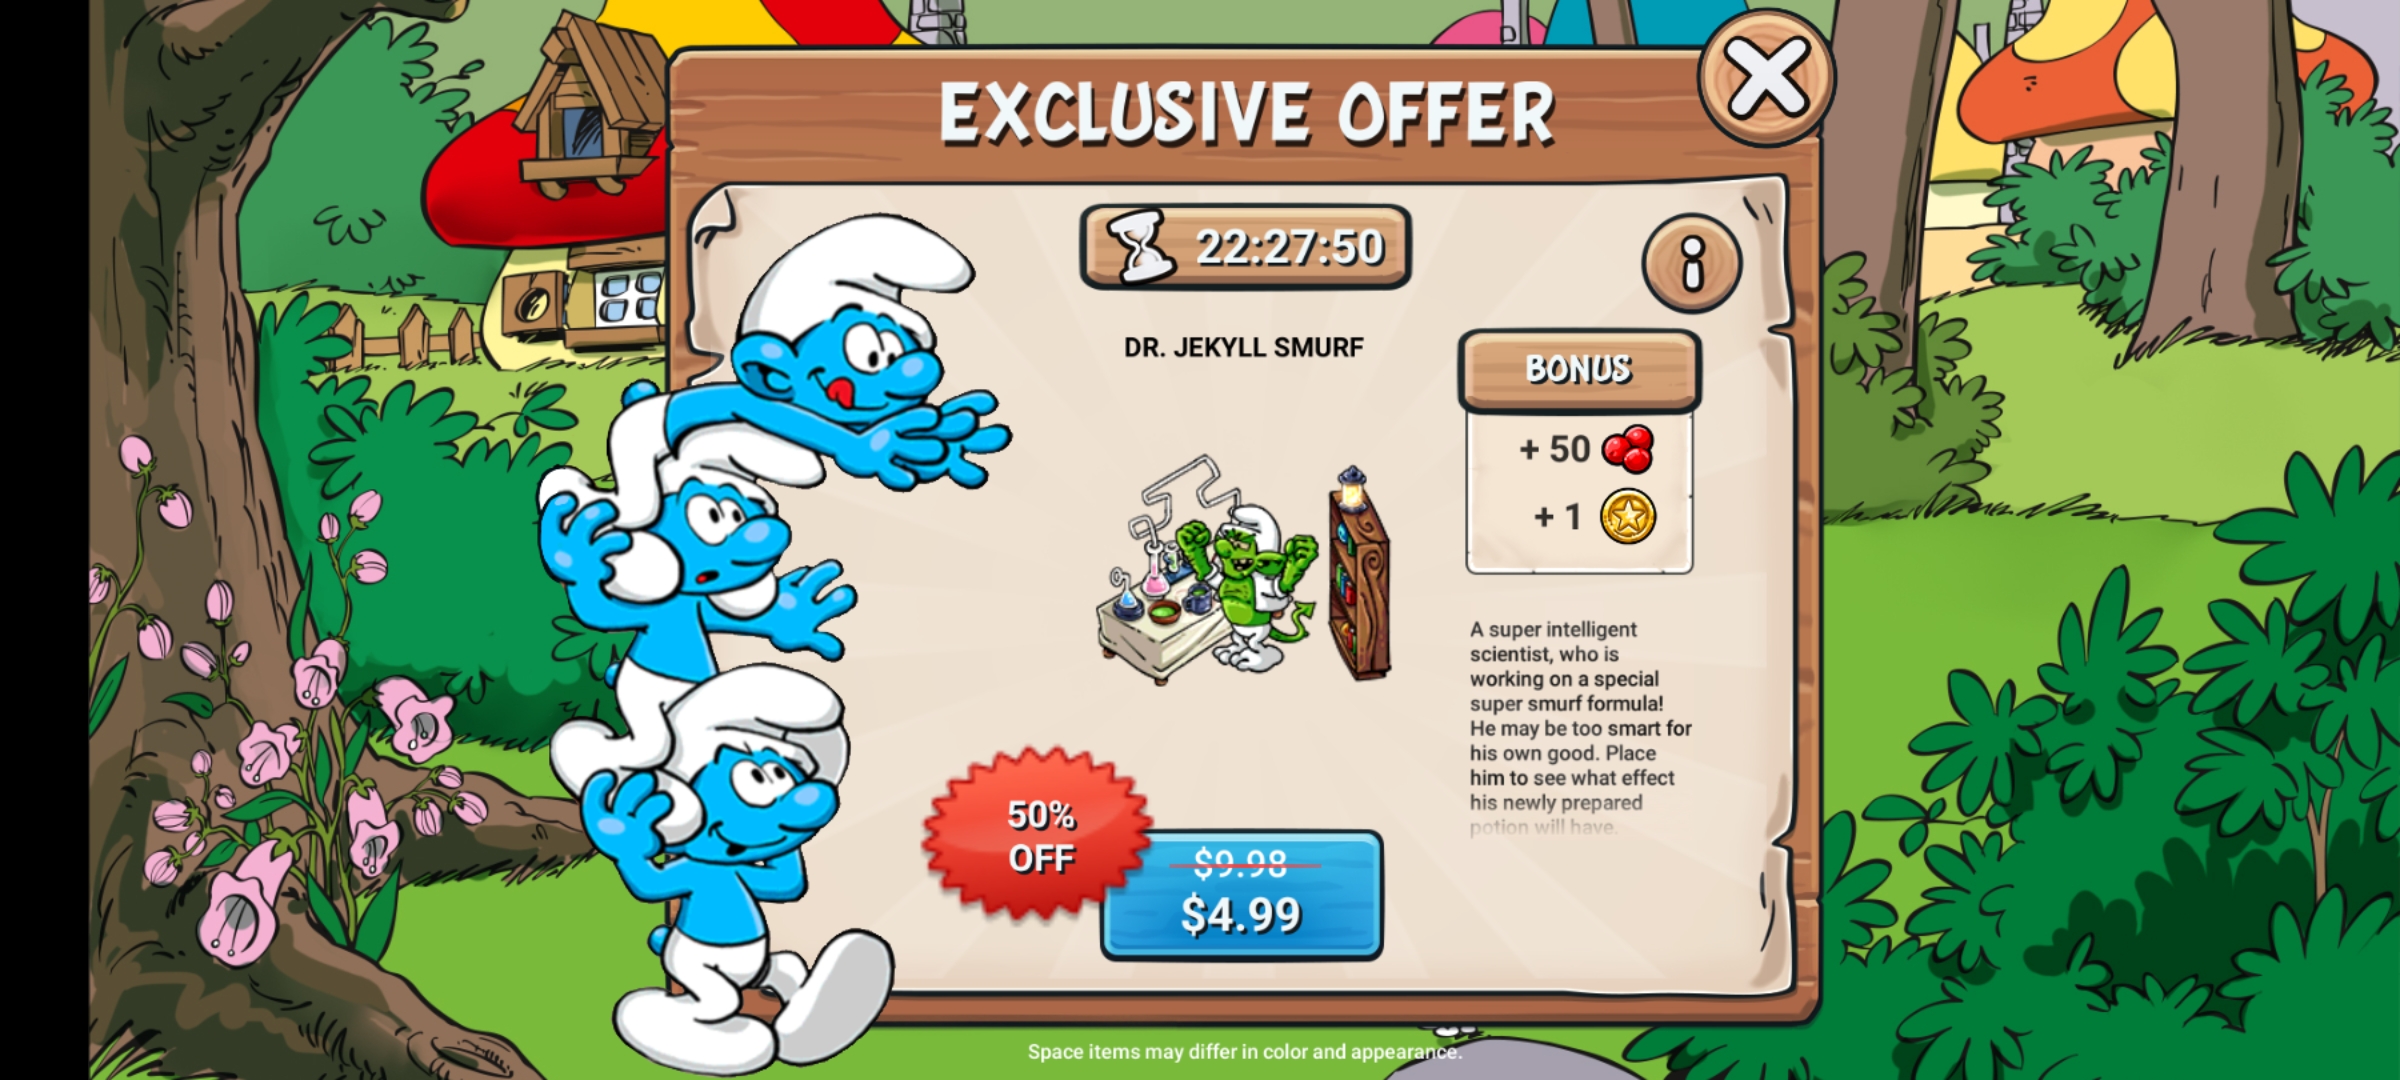 EXCLUSIVE OFFER
22:27:50
DR. JEKYLL SMURF
BONUS
+ 50
+ 1
A super intelligent
scientist, who is
working on a special
super smurf formula!
He may be too smart for
his own good. Place
him to see what effect
his newly prepared
potion will have.
50%
OFF
$9.98
$4.99
Space items may differ in color and appearance.